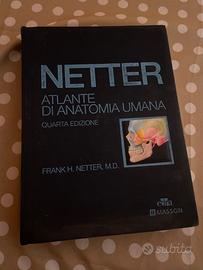 NETTER
ATLANTE
DI ANATOMIA UMANA
QUARTA EDIZIONE
FRANK H. NETTER, M.D.
MASSON
subito